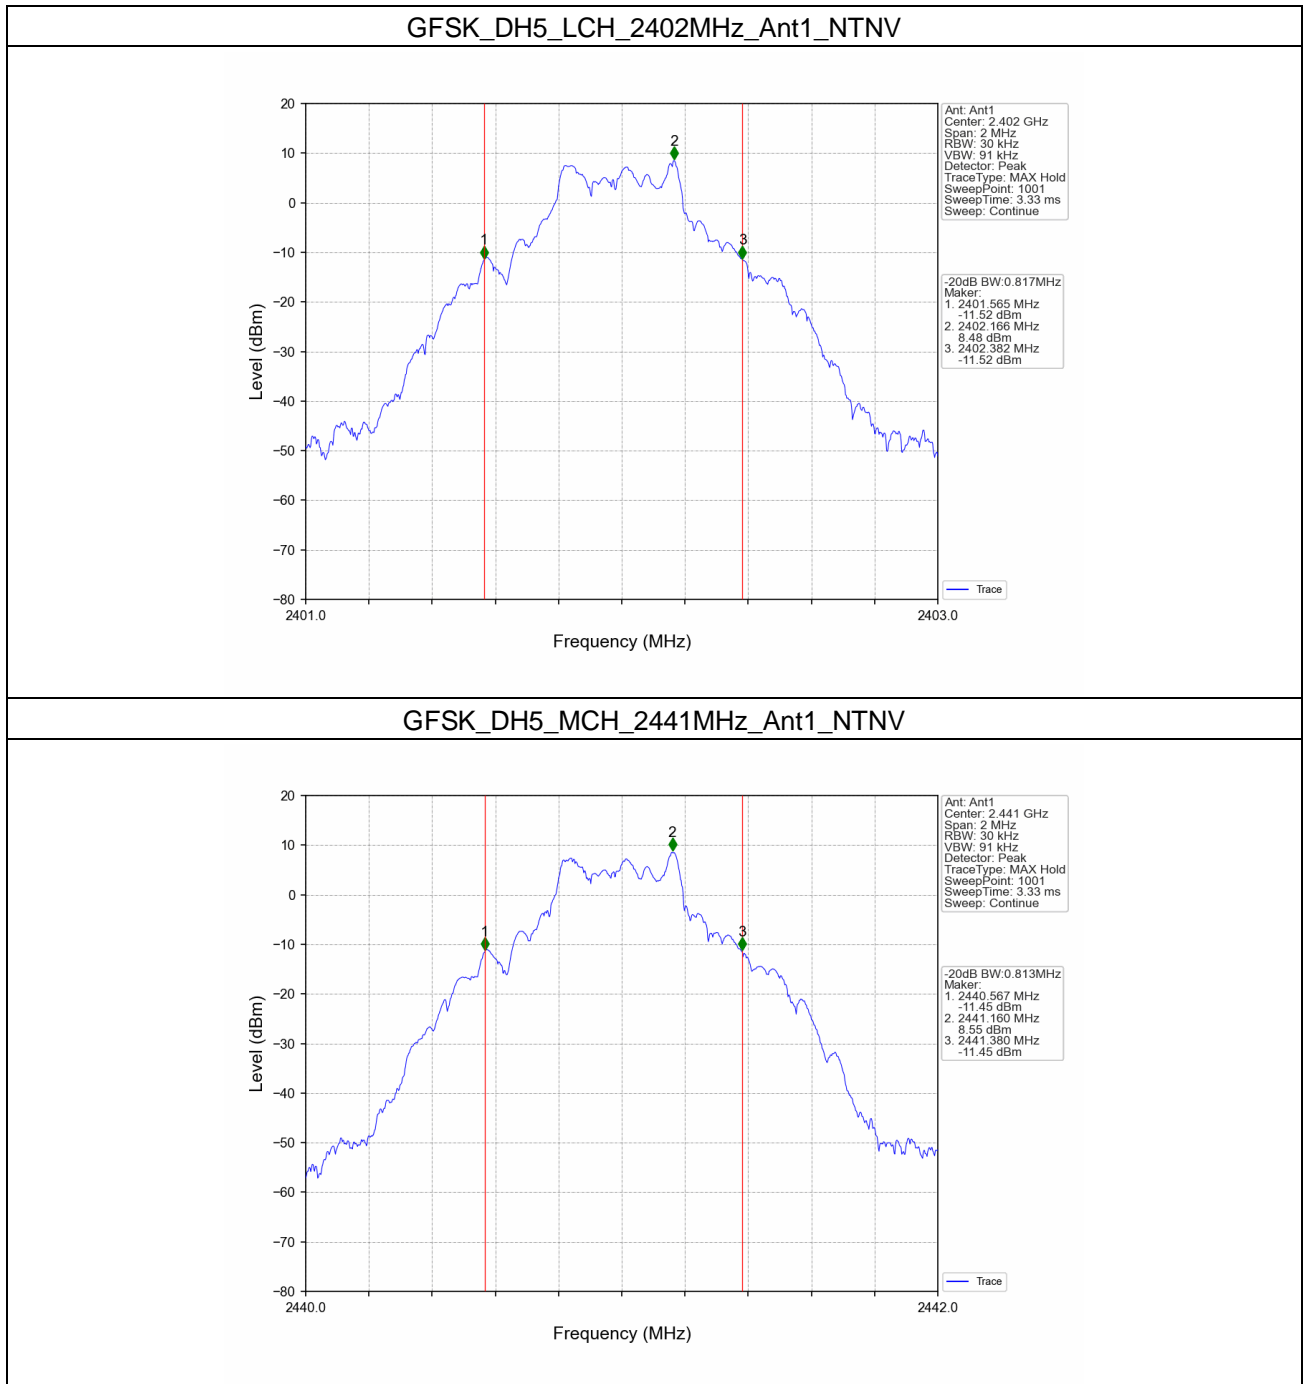 GFSK_DH5_LCH_2402MHz_Ant1_NTNV
20
10
0
−10
−20
−30
−40
−50
−60
−70
−80
Level (dBm)
1
2
3
2401.0
2403.0
Frequency (MHz)
Ant: Ant1
Center: 2.402 GHz
Span: 2 MHz
RBW: 30 kHz
VBW: 91 kHz
Detector: Peak
TraceType: MAX Hold
SweepPoint: 1001
SweepTime: 3.33 ms
Sweep: Continue
-20dB BW:0.817MHz
Maker:
1. 2401.565 MHz
-11.52 dBm
2. 2402.166 MHz
8.48 dBm
3. 2402.382 MHz
-11.52 dBm
Trace
GFSK_DH5_MCH_2441MHz_Ant1_NTNV
20
10
0
−10
−20
−30
−40
−50
−60
−70
−80
Level (dBm)
1
2
3
2440.0
2442.0
Frequency (MHz)
Ant: Ant1
Center: 2.441 GHz
Span: 2 MHz
RBW: 30 kHz
VBW: 91 kHz
Detector: Peak
TraceType: MAX Hold
SweepPoint: 1001
SweepTime: 3.33 ms
Sweep: Continue
-20dB BW:0.813MHz
Maker:
1. 2440.567 MHz
-11.45 dBm
2. 2441.160 MHz
8.55 dBm
3. 2441.380 MHz
-11.45 dBm
Trace